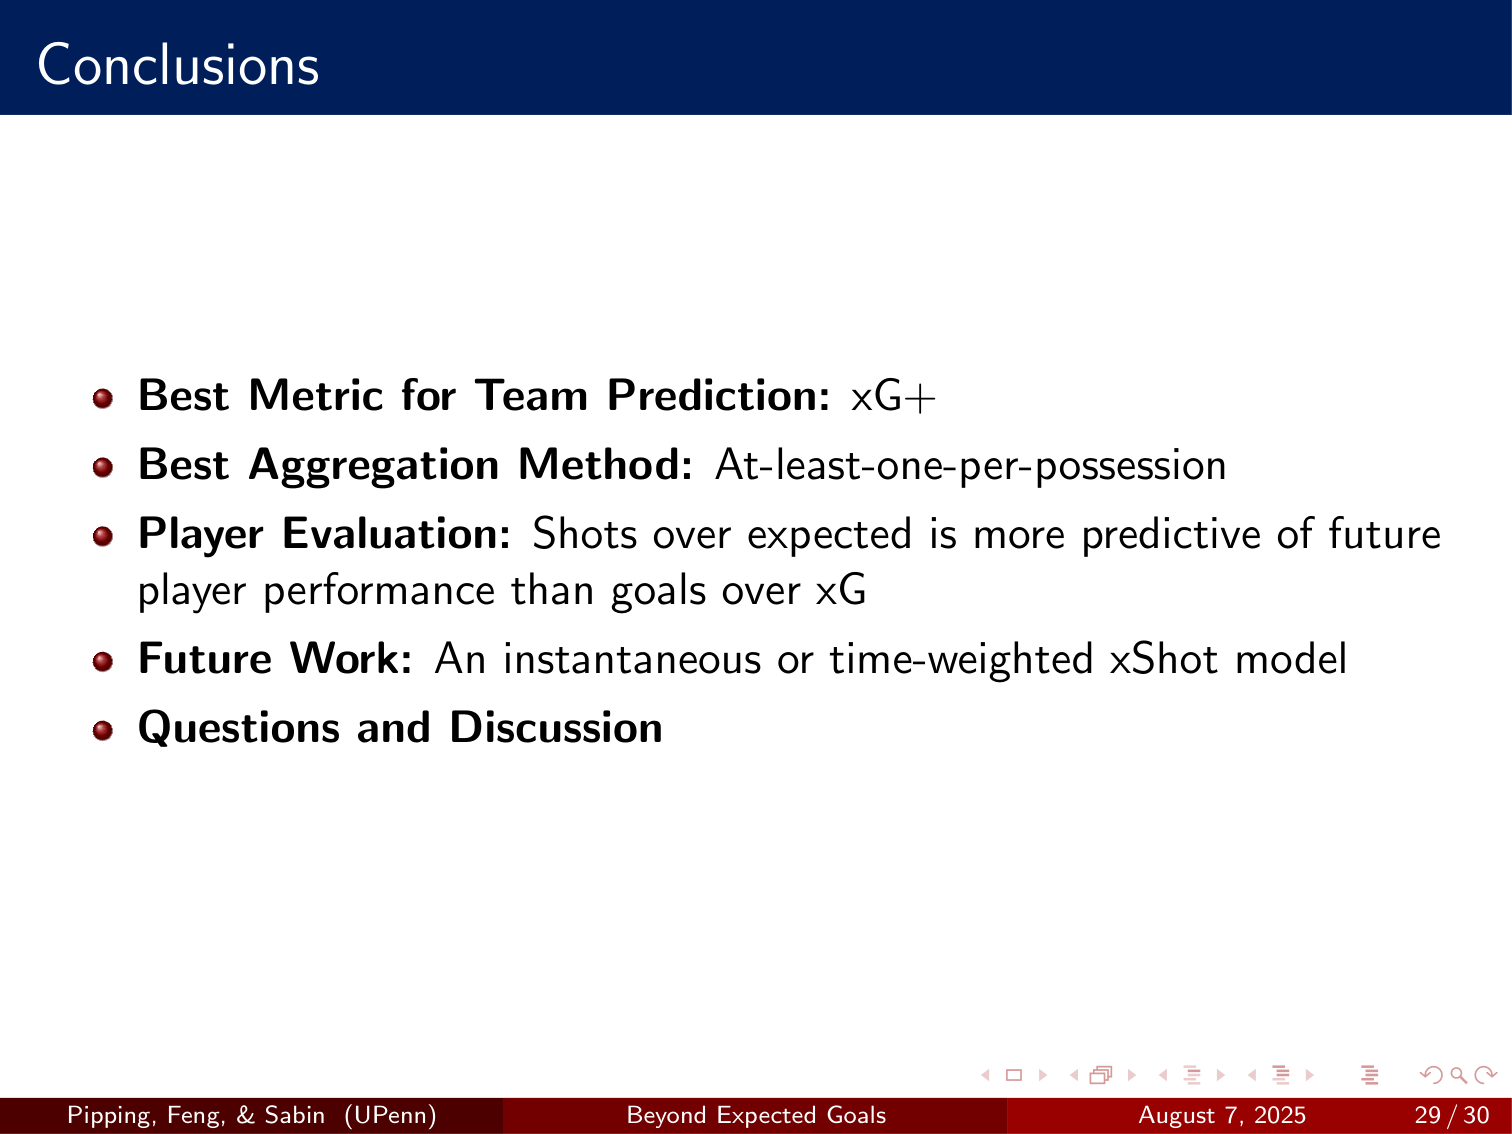 Conclusions
Best Metric for Team Prediction: xG+
Best Aggregation Method: At-least-one-per-possession
Player Evaluation: Shots over expected is more predictive of future
player performance than goals over xG
Future Work: An instantaneous or time-weighted xShot model
Questions and Discussion
Pipping, Feng, & Sabin (UPenn)
Beyond Expected Goals
August 7, 2025
29 / 30